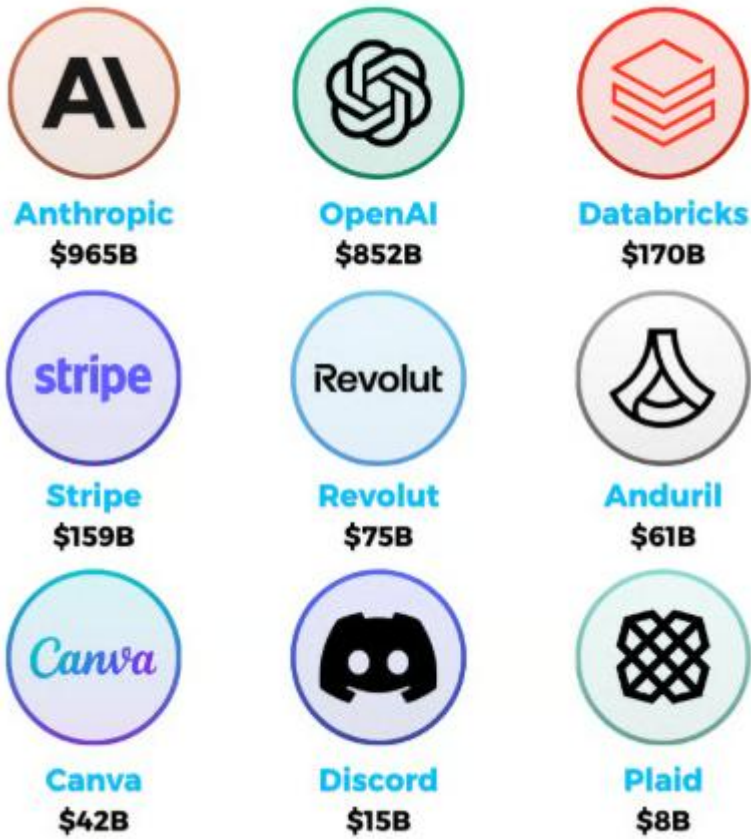 AI
Anthropic
$965B
OpenAI
$852B
Databricks
$170B
stripe
Stripe
$159B
Revolut
Revolut
$75B
Anduril
$61B
Canva
Canva
$42B
Discord
$15B
Plaid
$8B